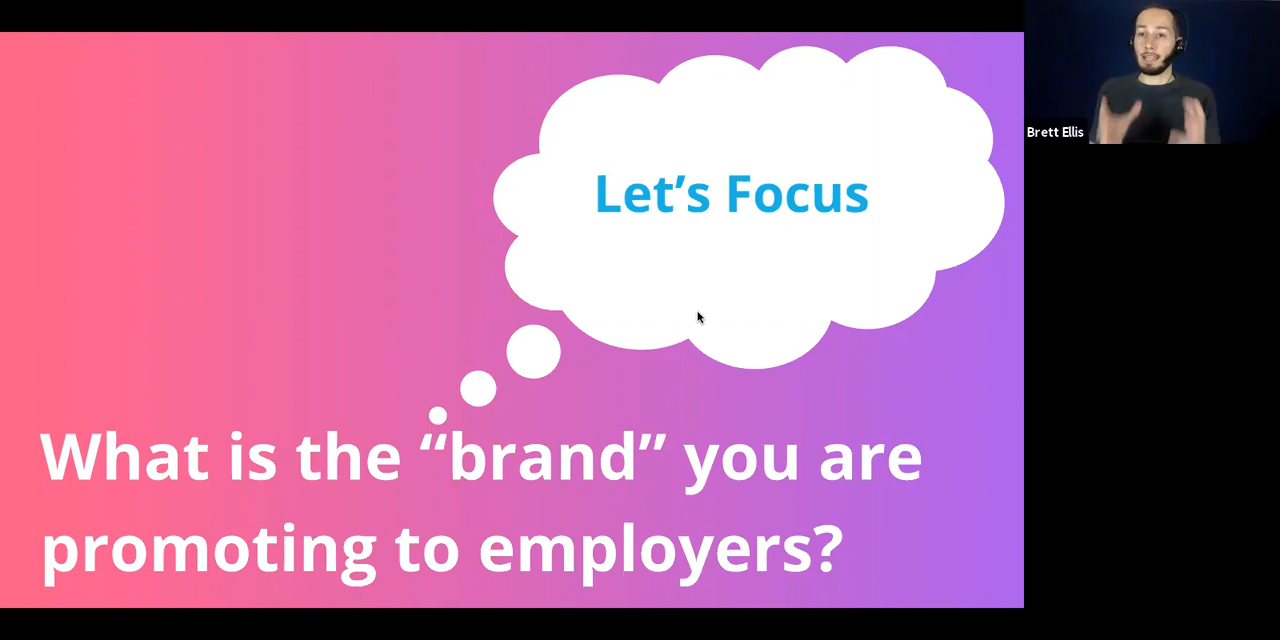 Let’s Focus
Brett Ellis
What is the “brand” you are
promoting to employers?